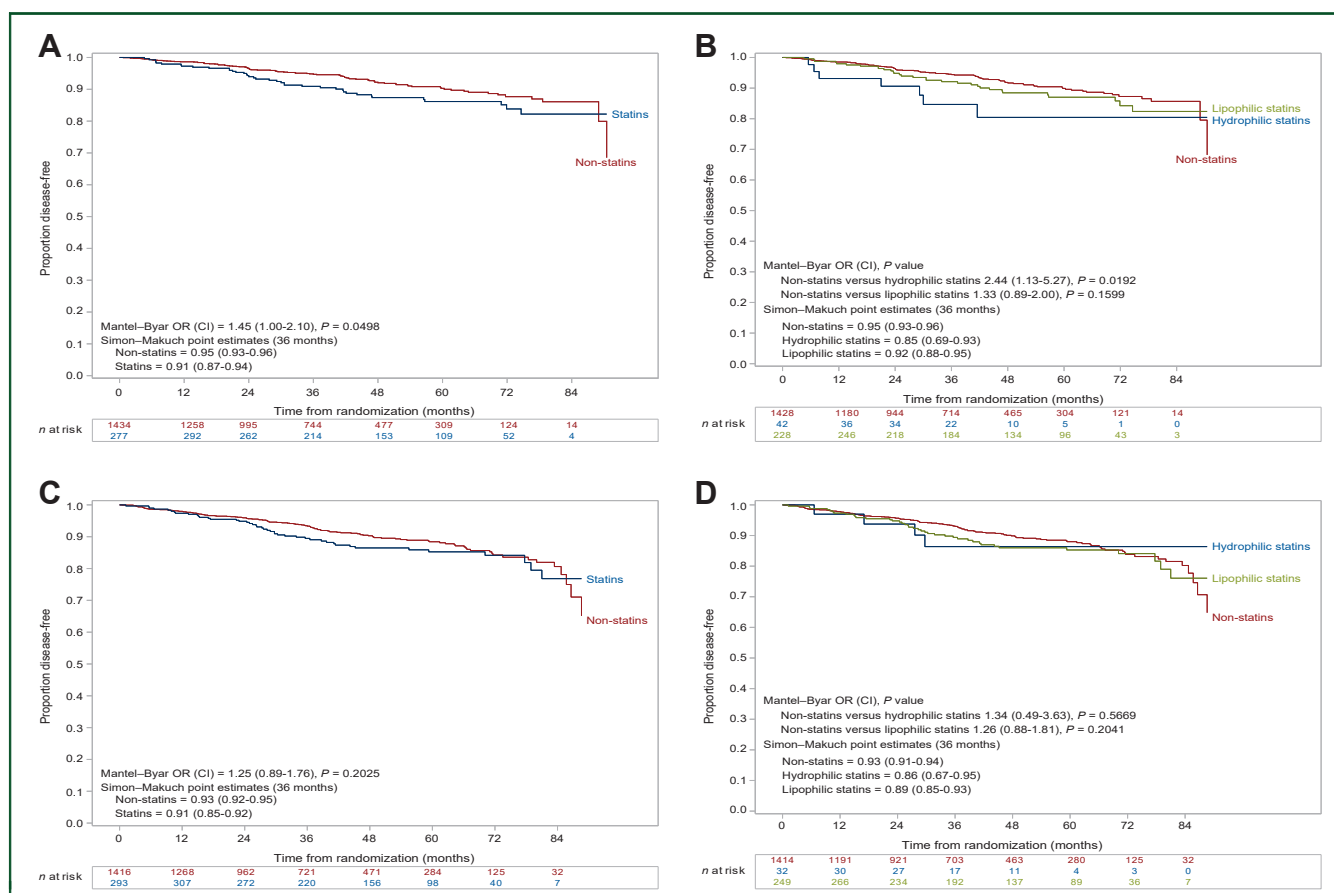 A
1.0
0.9
0.8
0.7
0.6
0.5
0.4
0.3
0.2
0.1
0.0
Proportion disease-free
Statins
Non-statins
Mantel–Byar OR (CI) = 1.45 (1.00-2.10), P = 0.0498
Simon–Makuch point estimates (36 months)
Non-statins = 0.95 (0.93-0.96)
Statins = 0.91 (0.87-0.94)
0 12 24 36 48 60 72 84
Time from randomization (months)
n at risk
1434 1258 995 744 477 309 124 14
277 292 262 214 153 109 52 4
B
1.0
0.9
0.8
0.7
0.6
0.5
0.4
0.3
0.2
0.1
0.0
Proportion disease-free
Lipophilic statins
Hydrophilic statins
Non-statins
Mantel–Byar OR (CI), P value
Non-statins versus hydrophilic statins 2.44 (1.13-5.27), P = 0.0192
Non-statins versus lipophilic statins 1.33 (0.89-2.00), P = 0.1599
Simon–Makuch point estimates (36 months)
Non-statins = 0.95 (0.93-0.96)
Hydrophilic statins = 0.85 (0.69-0.93)
Lipophilic statins = 0.92 (0.88-0.95)
0 12 24 36 48 60 72 84
Time from randomization (months)
n at risk
1428 1180 944 714 465 304 121 14
42 36 34 22 10 5 1 0
228 246 218 184 134 96 43 3
C
1.0
0.9
0.8
0.7
0.6
0.5
0.4
0.3
0.2
0.1
0.0
Proportion disease-free
Statins
Non-statins
Mantel–Byar OR (CI) = 1.25 (0.89-1.76), P = 0.2025
Simon–Makuch point estimates (36 months)
Non-statins = 0.93 (0.92-0.95)
Statins = 0.91 (0.85-0.92)
0 12 24 36 48 60 72 84
Time from randomization (months)
n at risk
1416 1268 962 721 471 284 125 32
293 307 272 220 156 98 40 7
D
1.0
0.9
0.8
0.7
0.6
0.5
0.4
0.3
0.2
0.1
0.0
Proportion disease-free
Hydrophilic statins
Lipophilic statins
Non-statins
Mantel–Byar OR (CI), P value
Non-statins versus hydrophilic statins 1.34 (0.49-3.63), P = 0.5669
Non-statins versus lipophilic statins 1.26 (0.88-1.81), P = 0.2041
Simon–Makuch point estimates (36 months)
Non-statins = 0.93 (0.91-0.94)
Hydrophilic statins = 0.86 (0.67-0.95)
Lipophilic statins = 0.89 (0.85-0.93)
0 12 24 36 48 60 72 84
Time from randomization (months)
n at risk
1414 1191 921 703 463 280 125 32
32 30 27 17 11 4 3 0
249 266 234 192 137 89 36 7